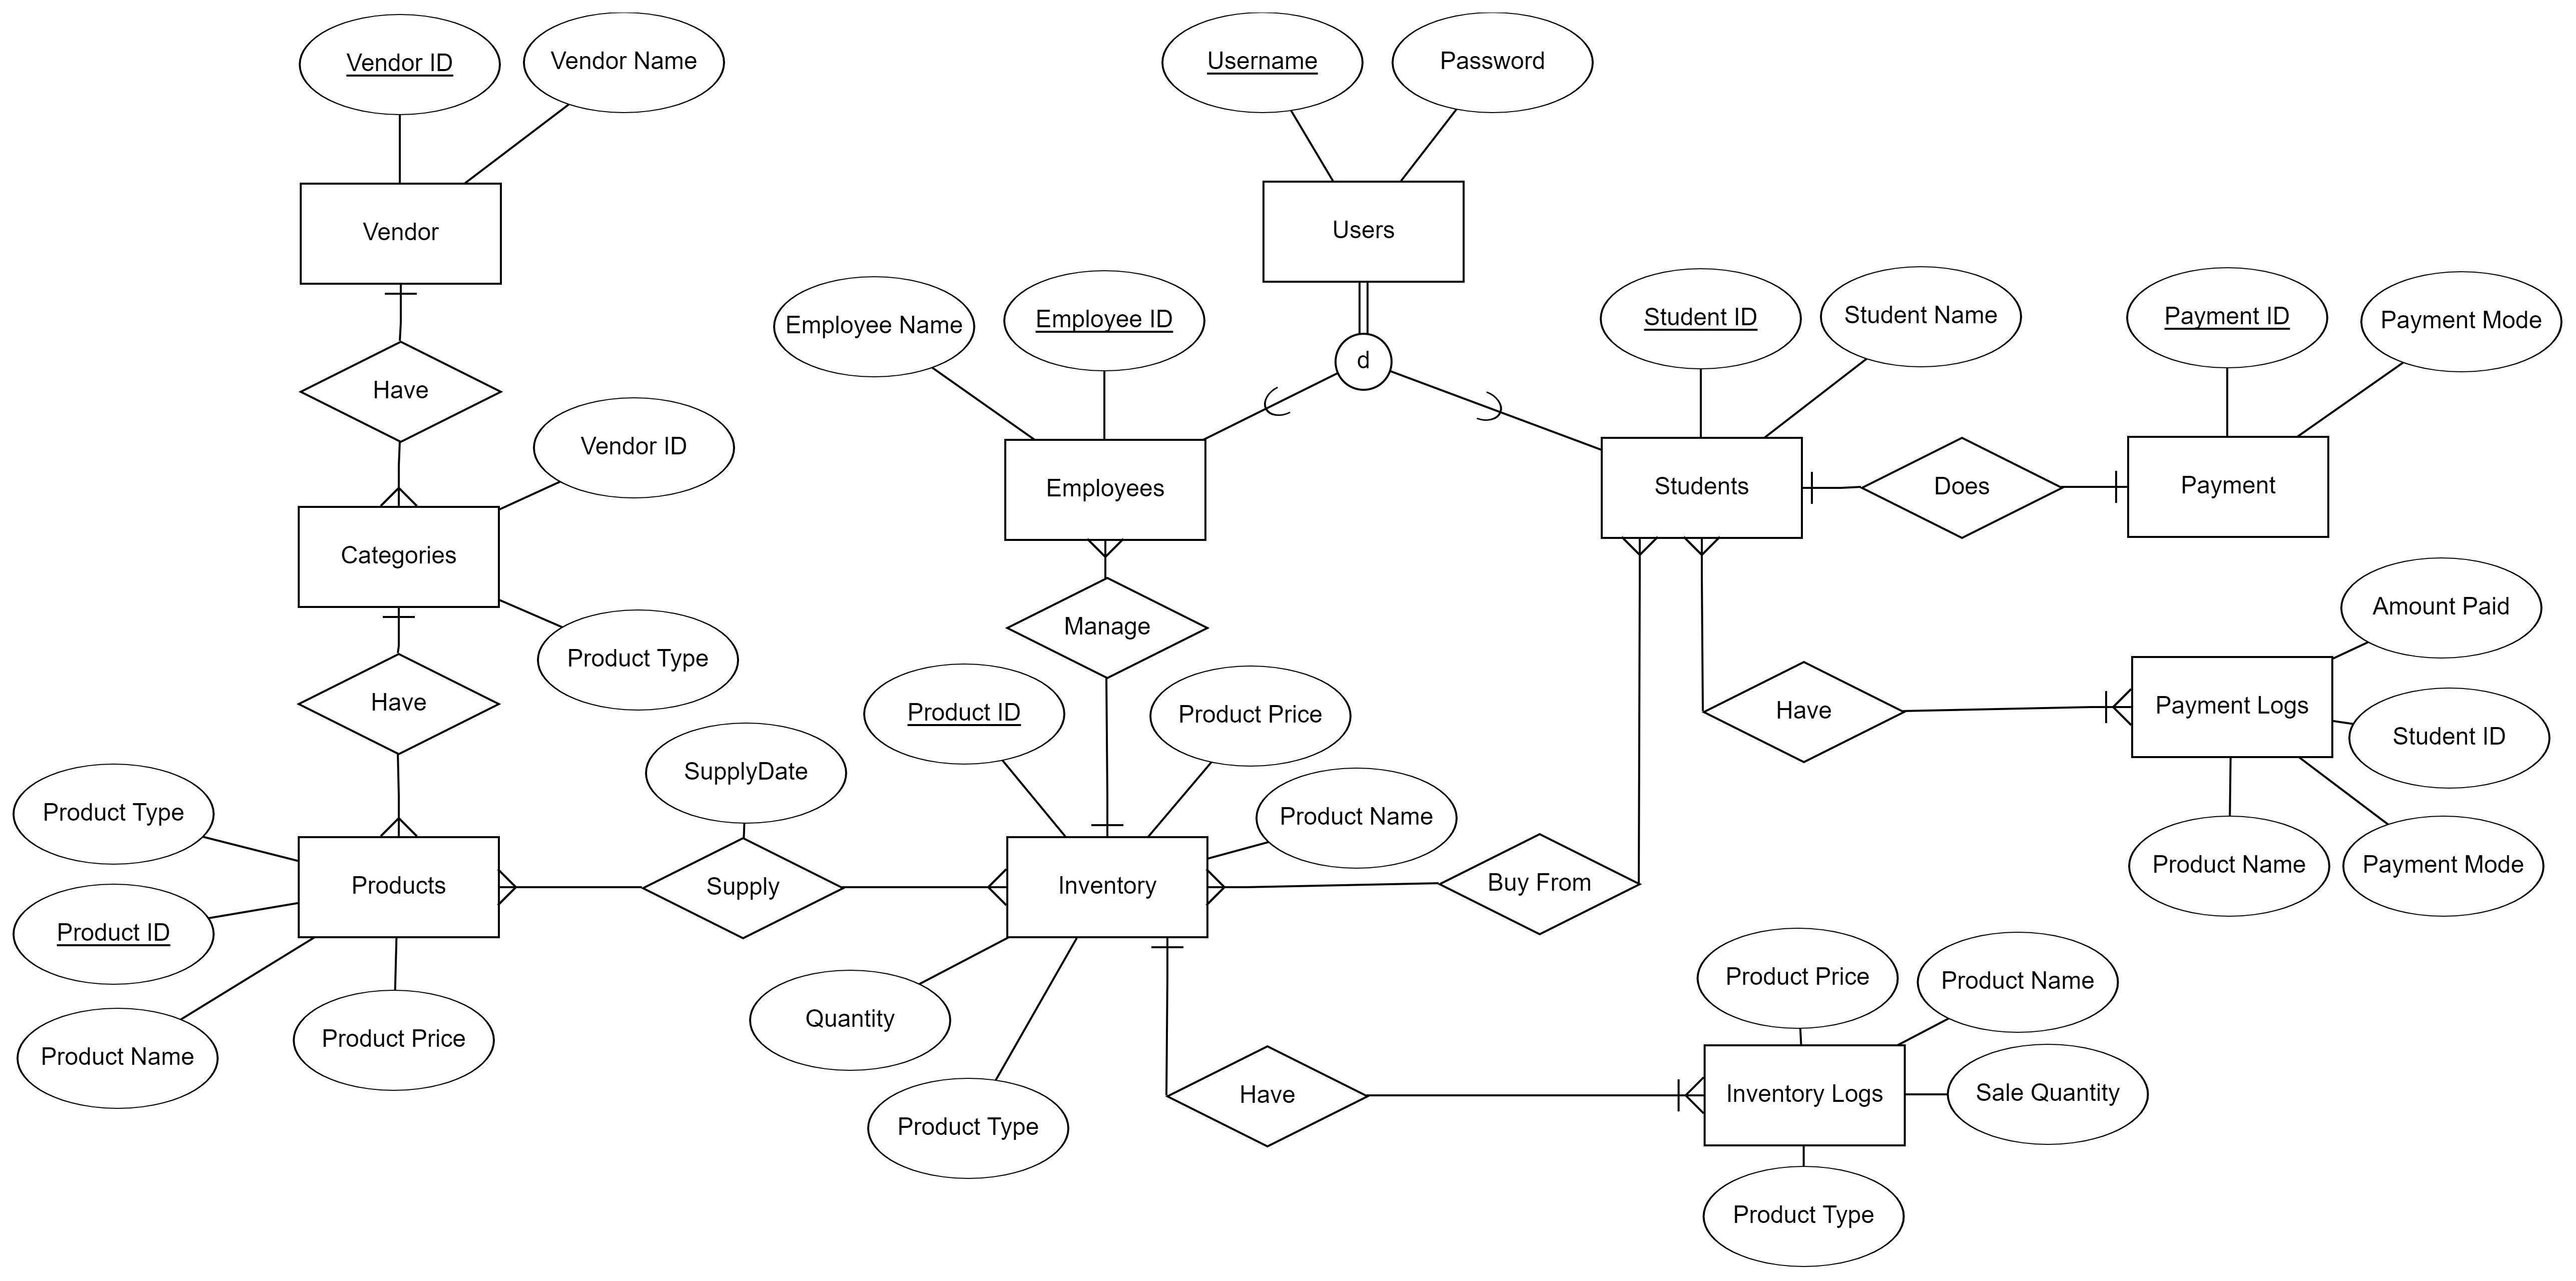 Vendor ID
Vendor Name
Username
Password
Vendor
Users
Employee Name
Employee ID
d
Student ID
Student Name
Payment ID
Payment Mode
Have
Vendor ID
Categories
Employees
Students
Does
Payment
Product Type
Manage
Amount Paid
Have
Product ID
Product Price
Have
Payment Logs
Student ID
SupplyDate
Product Name
Product Type
Product Name
Payment Mode
Products
Supply
Inventory
Buy From
Product ID
Product Price
Product Name
Product Name
Product Price
Quantity
Have
Inventory Logs
Sale Quantity
Product Type
Product Type